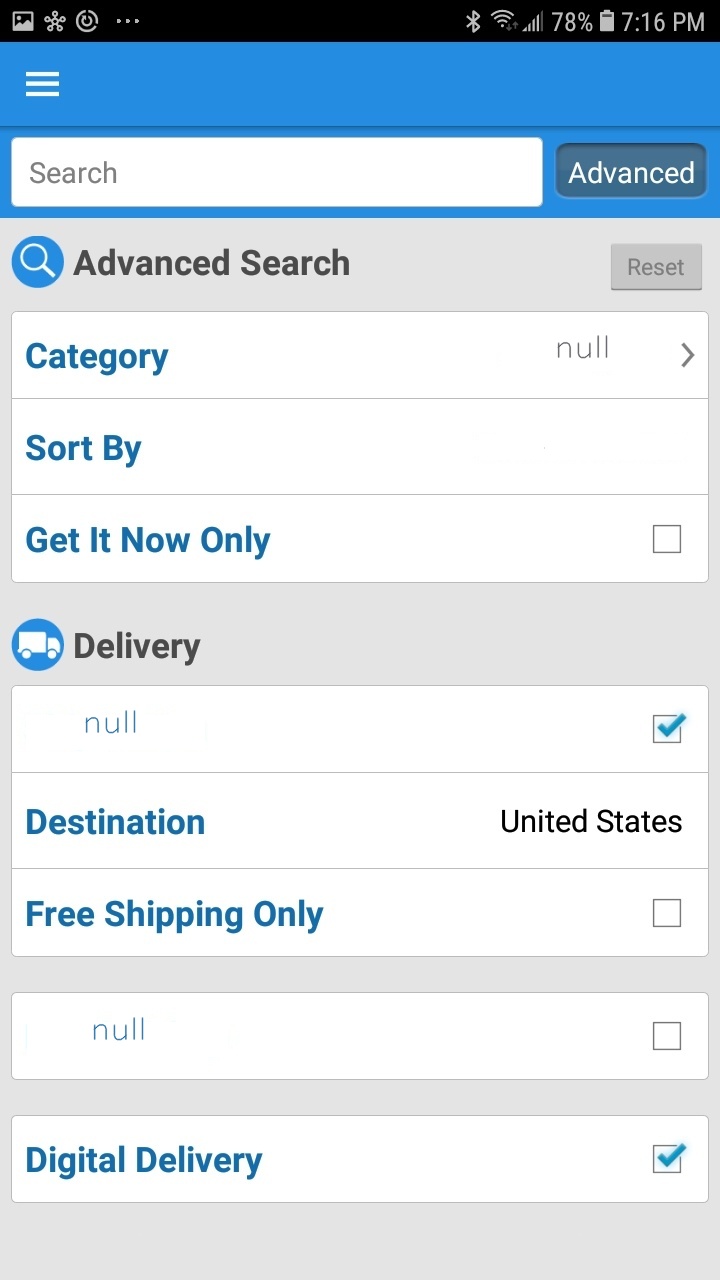 78% 7:16 PM
Search Advanced
Advanced Search Reset
Category null
Sort By
Get It Now Only
Delivery
null
Destination United States
Free Shipping Only
null
Digital Delivery